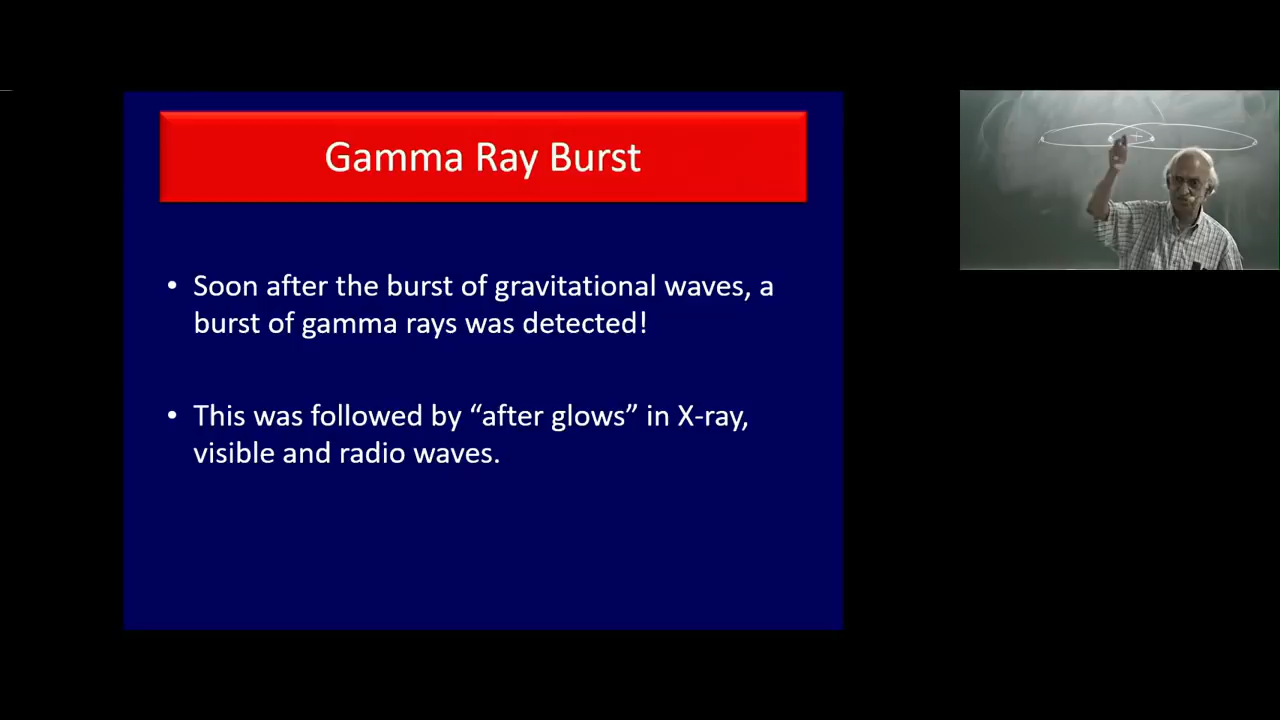 Gamma Ray Burst
• Soon after the burst of gravitational waves, a
burst of gamma rays was detected!
• This was followed by “after glows” in X-ray,
visible and radio waves.